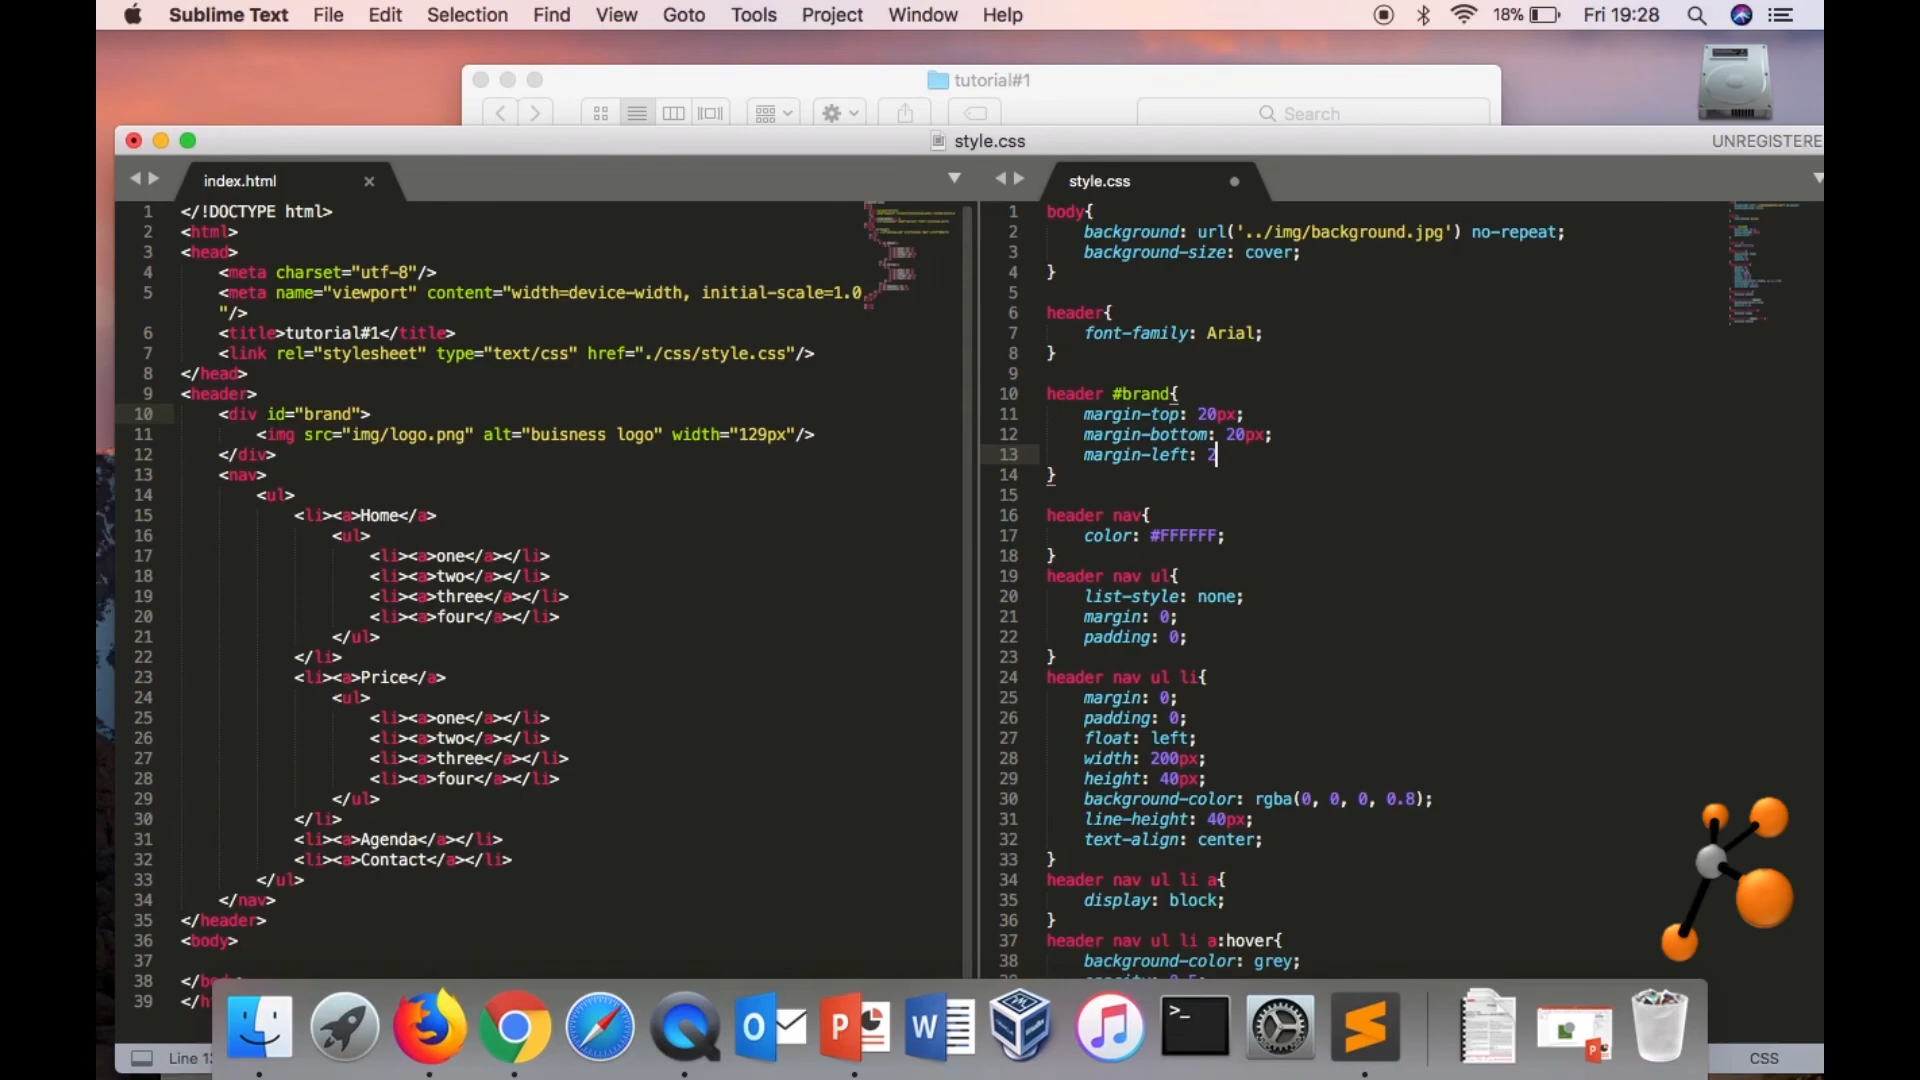 Sublime Text File Edit Selection Find View Goto Tools Project Window Help 18% Fri 19:28
tutorial#1
Search
style.css
UNREGISTERE
index.html
1 </!DOCTYPE html>
2 <html>
3 <head>
4 <meta charset="utf-8"/>
5 <meta name="viewport" content="width=device-width, initial-scale=1.0
"/>
6 <title>tutorial#1</title>
7 <link rel="stylesheet" type="text/css" href="./css/style.css"/>
8 </head>
9 <header>
10 <div id="brand">
11 <img src="img/logo.png" alt="buisness logo" width="129px"/>
12 </div>
13 <nav>
14 <ul>
15 <li><a>Home</a>
16 <ul>
17 <li><a>one</a></li>
18 <li><a>two</a></li>
19 <li><a>three</a></li>
20 <li><a>four</a></li>
21 </ul>
22 </li>
23 <li><a>Price</a>
24 <ul>
25 <li><a>one</a></li>
26 <li><a>two</a></li>
27 <li><a>three</a></li>
28 <li><a>four</a></li>
29 </ul>
30 </li>
31 <li><a>Agenda</a></li>
32 <li><a>Contact</a></li>
33 </ul>
34 </nav>
35 </header>
36 <body>
37
38
39
style.css
1 body{
2 background: url('../img/background.jpg') no-repeat;
3 background-size: cover;
4 }
5
6 header{
7 font-family: Arial;
8 }
9
10 header #brand{
11 margin-top: 20px;
12 margin-bottom: 20px;
13 margin-left: 2
14 }
15
16 header nav{
17 color: #FFFFFF;
18 }
19 header nav ul{
20 list-style: none;
21 margin: 0;
22 padding: 0;
23 }
24 header nav ul li{
25 margin: 0;
26 padding: 0;
27 float: left;
28 width: 200px;
29 height: 40px;
30 background-color: rgba(0, 0, 0, 0.8);
31 line-height: 40px;
32 text-align: center;
33 }
34 header nav ul li a{
35 display: block;
36 }
37 header nav ul li a:hover{
38 background-color: grey;
Line
CSS